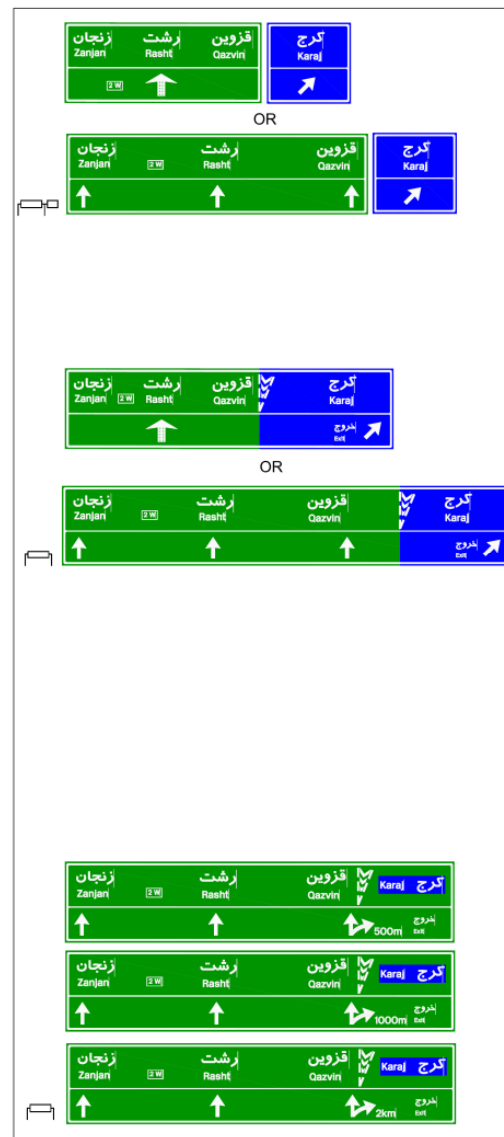 زنجان رشت قزوین کرج
Zanjan Rasht Qazvin Karaj
2 W
OR
زنجان رشت قزوین کرج
Zanjan 2 W Rasht Qazvin Karaj
زنجان رشت قزوین کرج
Zanjan 2 W Rasht Qazvin Karaj
خروج
Exit
OR
زنجان رشت قزوین کرج
Zanjan 2 W Rasht Qazvin Karaj
خروج
Exit
زنجان رشت قزوین Karaj کرج
Zanjan 2 W Rasht Qazvin
500m خروج
Exit
زنجان رشت قزوین Karaj کرج
Zanjan 2 W Rasht Qazvin
1000m خروج
Exit
زنجان رشت قزوین Karaj کرج
Zanjan 2 W Rasht Qazvin
2km خروج
Exit